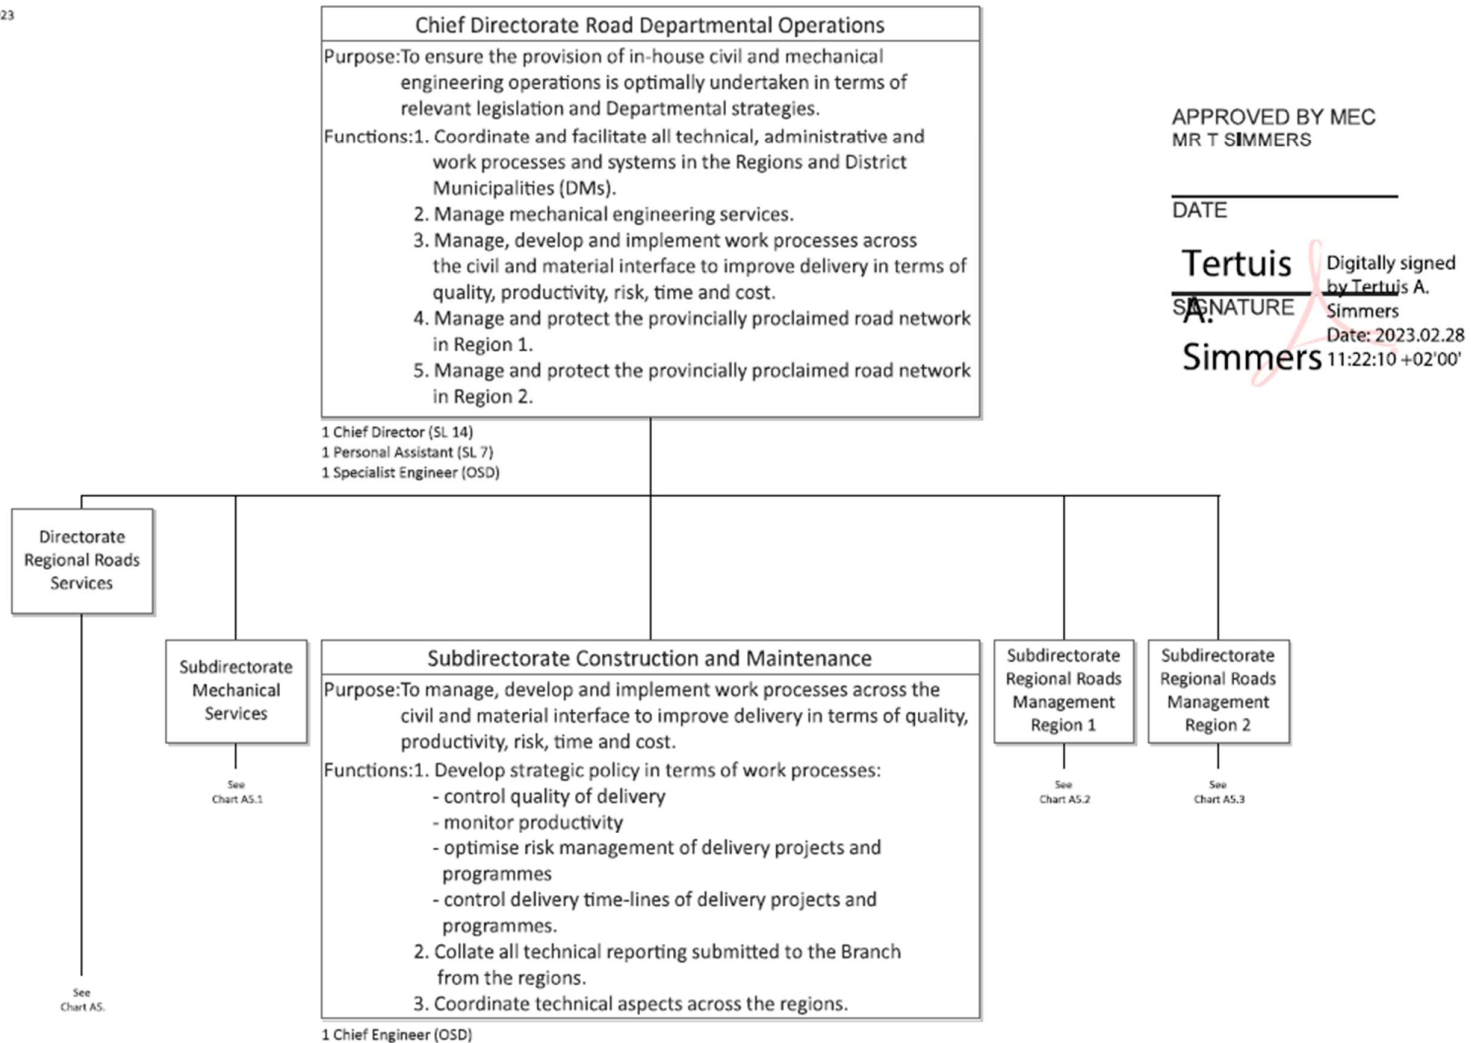 23
Chief Directorate Road Departmental Operations
Purpose:To ensure the provision of in-house civil and mechanical
engineering operations is optimally undertaken in terms of
relevant legislation and Departmental strategies.
Functions:1. Coordinate and facilitate all technical, administrative and
work processes and systems in the Regions and District
Municipalities (DMs).
2. Manage mechanical engineering services.
3. Manage, develop and implement work processes across
the civil and material interface to improve delivery in terms of
quality, productivity, risk, time and cost.
4. Manage and protect the provincially proclaimed road network
in Region 1.
5. Manage and protect the provincially proclaimed road network
in Region 2.
1 Chief Director (SL 14)
1 Personal Assistant (SL 7)
1 Specialist Engineer (OSD)
APPROVED BY MEC
MR T SIMMERS
DATE
Tertuis
A.
Simmers
SIGNATURE
Digitally signed
by Tertuis A.
Simmers
Date: 2023.02.28
11:22:10 +02'00'
Directorate
Regional Roads
Services
See
Chart A5.
Subdirectorate
Mechanical
Services
See
Chart A5.1
Subdirectorate Construction and Maintenance
Purpose:To manage, develop and implement work processes across the
civil and material interface to improve delivery in terms of quality,
productivity, risk, time and cost.
Functions:1. Develop strategic policy in terms of work processes:
- control quality of delivery
- monitor productivity
- optimise risk management of delivery projects and
programmes
- control delivery time-lines of delivery projects and
programmes.
2. Collate all technical reporting submitted to the Branch
from the regions.
3. Coordinate technical aspects across the regions.
1 Chief Engineer (OSD)
Subdirectorate
Regional Roads
Management
Region 1
See
Chart A5.2
Subdirectorate
Regional Roads
Management
Region 2
See
Chart A5.3